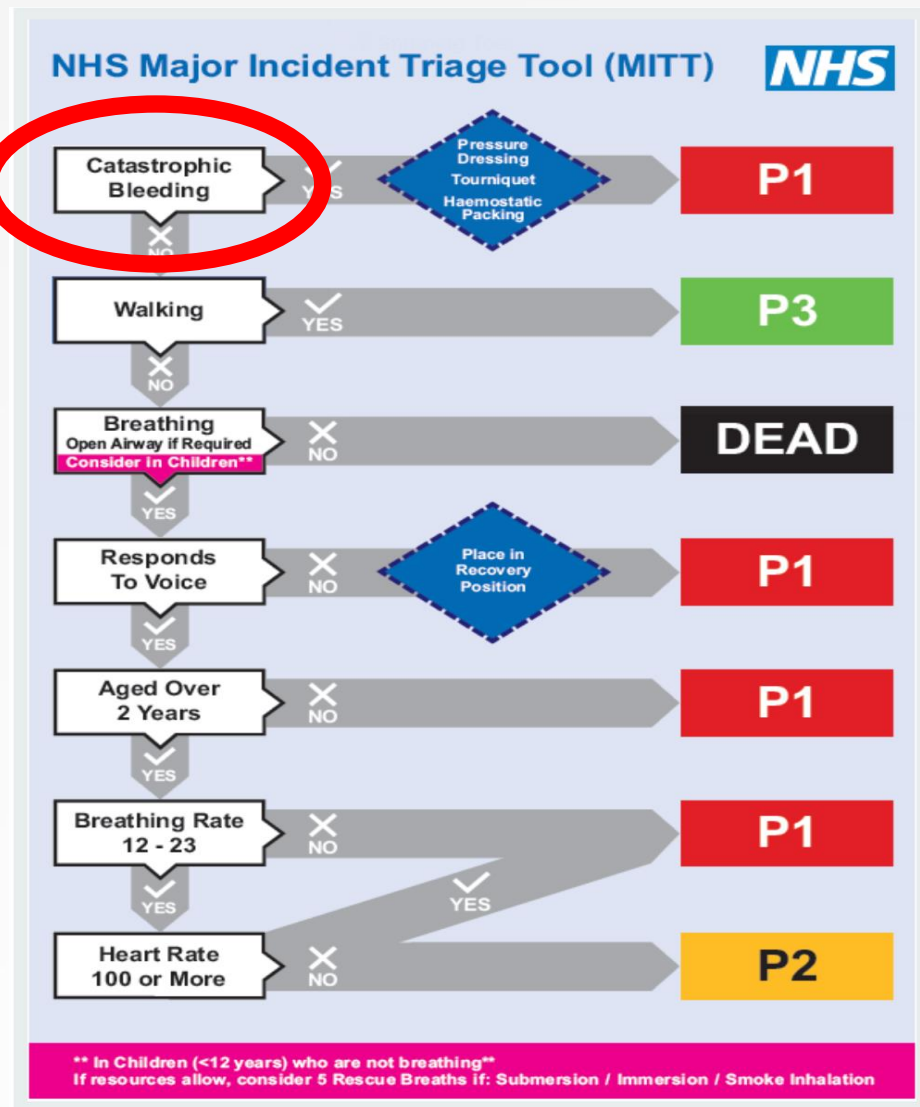 NHS Major Incident Triage Tool (MITT)
NHS
Catastrophic
Bleeding
YES
Pressure
Dressing
Tourniquet
Haemostatic
Packing
P1
NO
Walking
YES
P3
NO
Breathing
Open Airway if Required
Consider in Children**
NO
DEAD
YES
Responds
To Voice
NO
Place in
Recovery
Position
P1
YES
Aged Over
2 Years
NO
P1
YES
Breathing Rate
12 - 23
NO
P1
YES
YES
Heart Rate
100 or More
NO
P2
** In Children (<12 years) who are not breathing**
If resources allow, consider 5 Rescue Breaths if: Submersion / Immersion / Smoke Inhalation